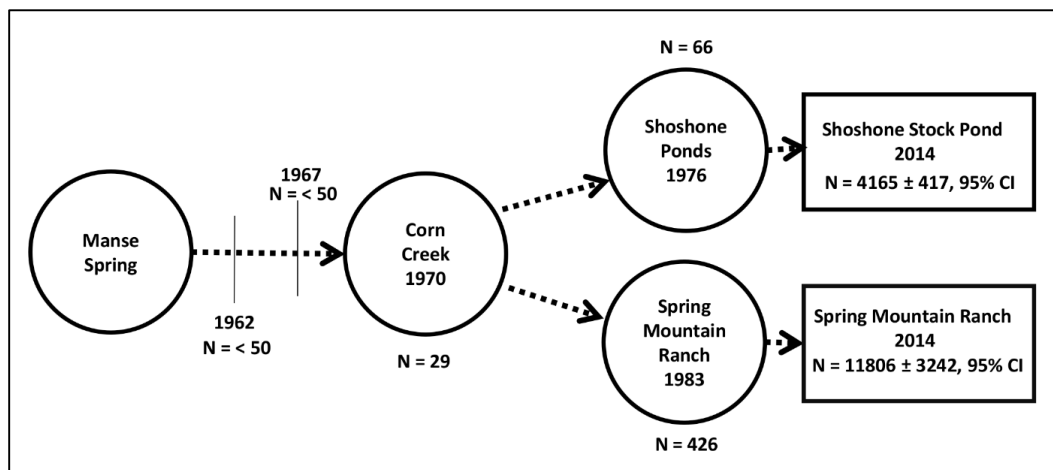 Manse
Spring
1962
N = < 50
1967
N = < 50
Corn
Creek
1970
N = 29
N = 66
Shoshone
Ponds
1976
Shoshone Stock Pond
2014
N = 4165 ± 417, 95% CI
Spring
Mountain
Ranch
1983
N = 426
Spring Mountain Ranch
2014
N = 11806 ± 3242, 95% CI